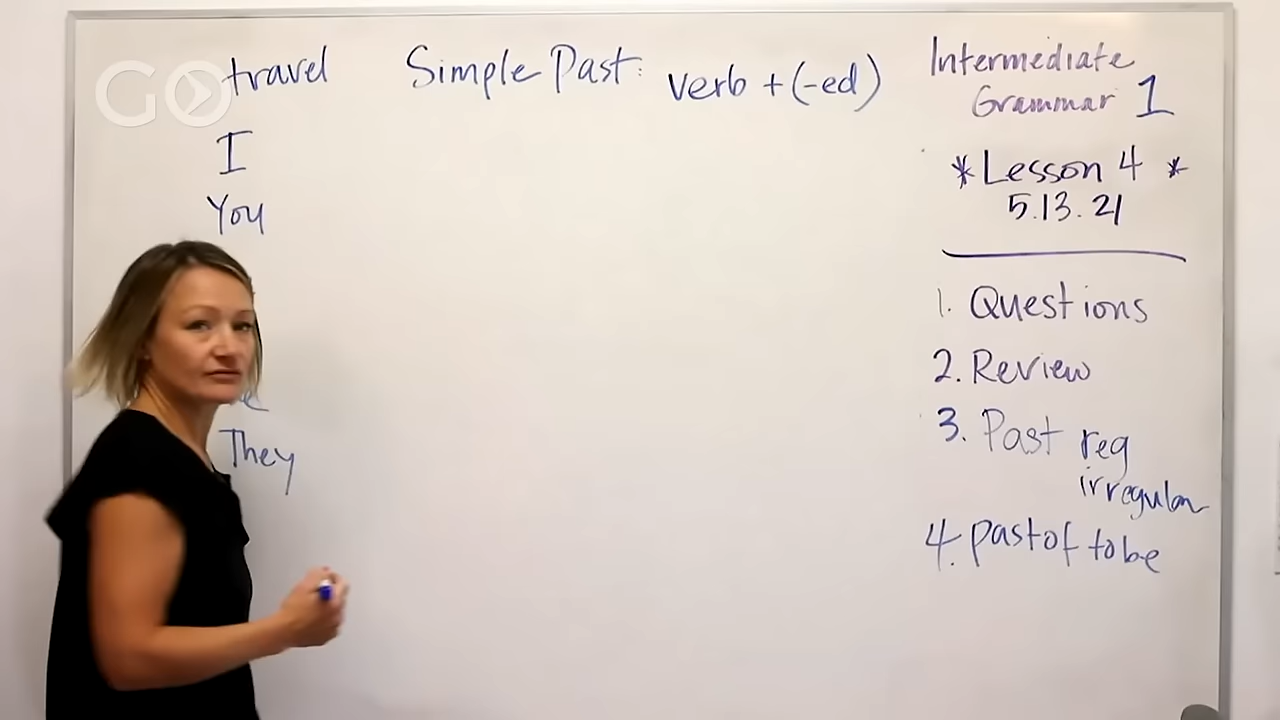 GO
travel
Simple Past:
verb + (-ed)
I
You
They
Intermediate
Grammar 1
*Lesson 4 *
5.13.21
1. Questions
2. Review
3. Past reg
irregular
4. past of to be